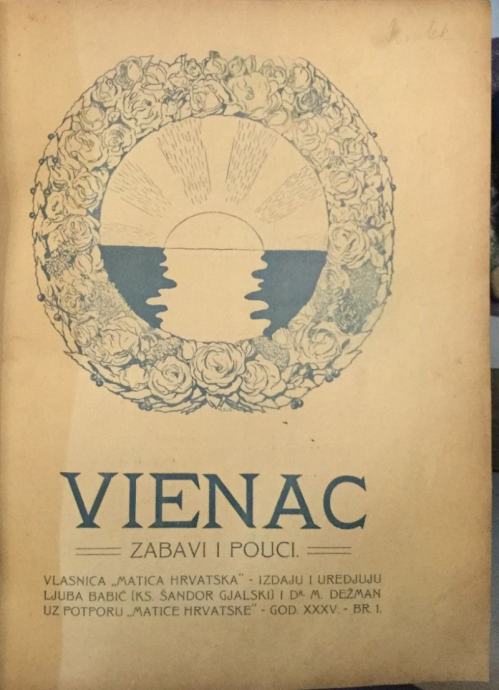 VIENAC
ZABAVI I POUCI.
VLASNICA „MATICA HRVATSKA“ - IZDAJU I UREDJUJU
LJUBA BABIĆ (KS. ŠANDOR GJALSKI) I DR. M. DEŽMAN
UZ POTPORU „MATICE HRVATSKE“ - GOD. XXXV. - BR. 1.